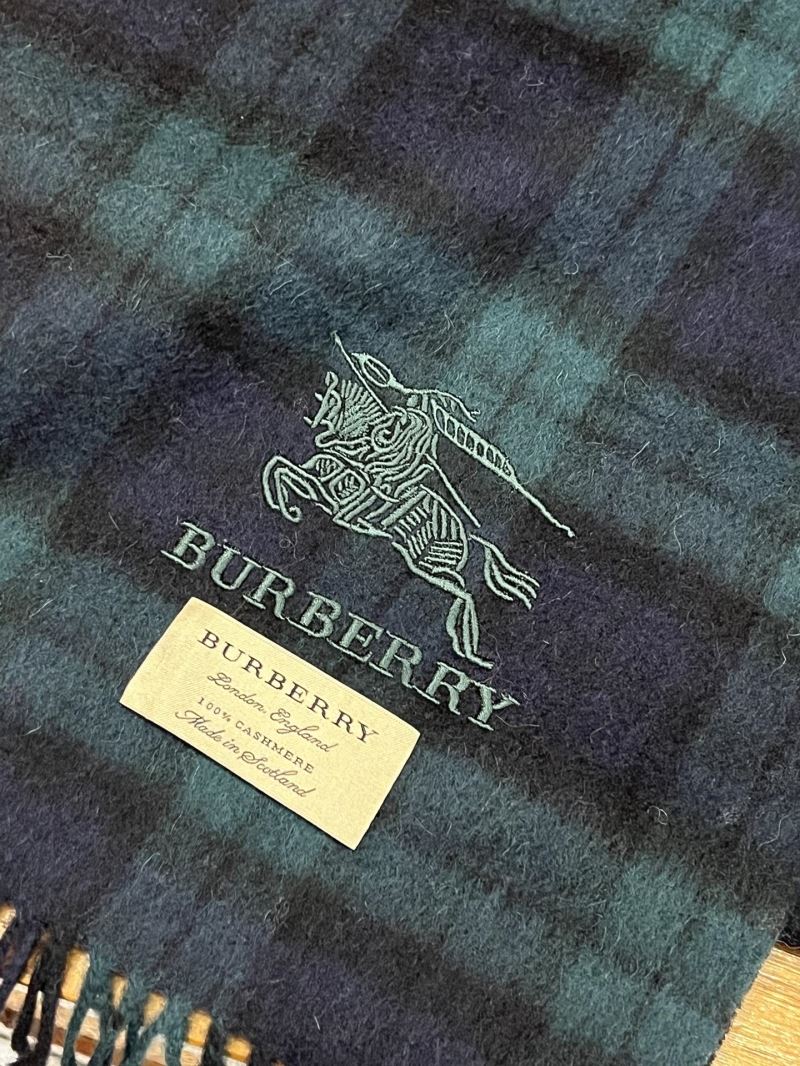 BURBERRY
BURBERRY
London, England
100% CASHMERE
Made in Scotland